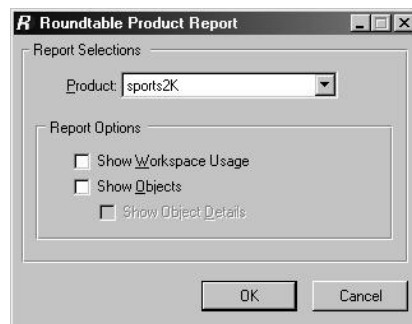 R Roundtable Product Report
Report Selections
Product: sports2K
Report Options
Show Workspace Usage
Show Objects
Show Object Details
OK Cancel